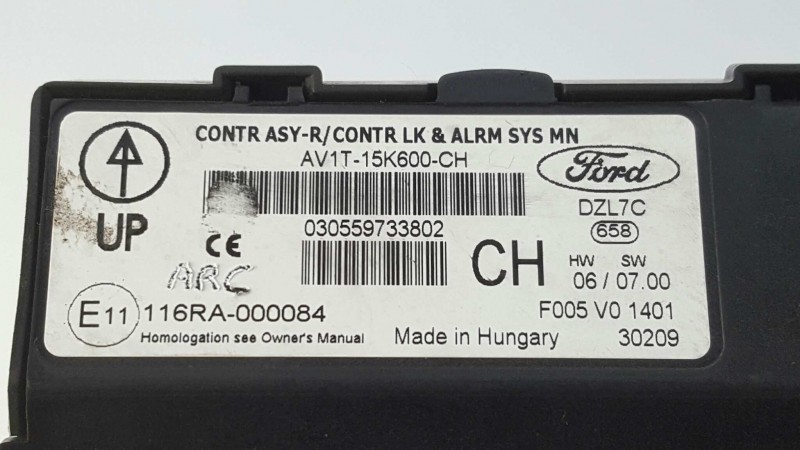 CONTR ASY-R/CONTR LK & ALRM SYS MN
AV1T-15K600-CH
Ford
UP
DZL7C
658
030559733802
CE
CH
HW SW
06 / 07.00
ARC
E11
116RA-000084
F005 V0 1401
Homologation see Owner's Manual
Made in Hungary
30209